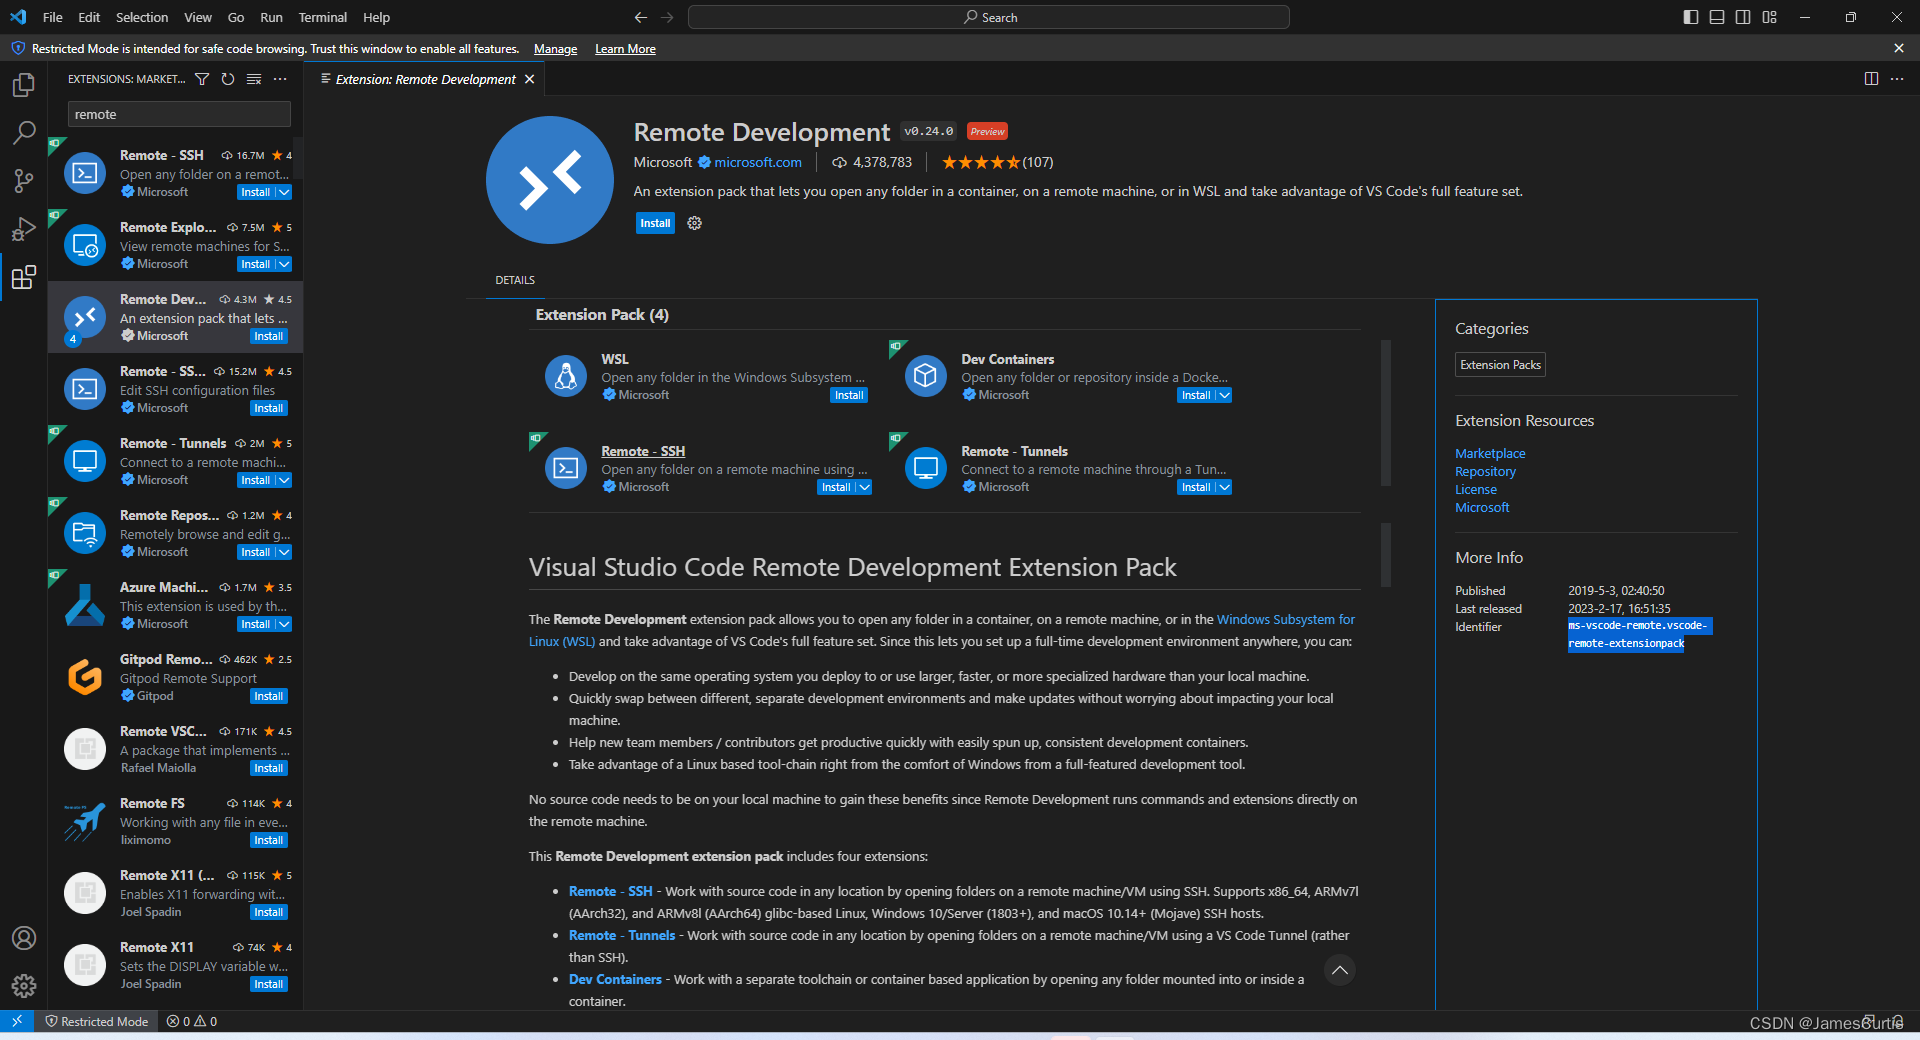 File Edit Selection View Go Run Terminal Help
Search
Restricted Mode is intended for safe code browsing. Trust this window to enable all features. Manage Learn More
EXTENSIONS: MARKET...
remote
Remote - SSH 16.7M 4
Open any folder on a remot...
Microsoft Install
Remote Explo... 7.5M 5
View remote machines for S...
Microsoft Install
Remote Dev... 4.3M 4.5
An extension pack that lets ...
4 Microsoft Install
Remote - SS... 15.2M 4.5
Edit SSH configuration files
Microsoft Install
Remote - Tunnels 2M 5
Connect to a remote machi...
Microsoft Install
Remote Repos... 1.2M 4
Remotely browse and edit g...
Microsoft Install
Azure Machi... 1.7M 3.5
This extension is used by th...
Microsoft Install
Gitpod Remo... 462K 2.5
Gitpod Remote Support
Gitpod Install
Remote VSC... 171K 4.5
A package that implements ...
Rafael Maiolla Install
Remote FS 114K 4
Working with any file in eve...
liximomo Install
Remote X11 (... 115K 5
Enables X11 forwarding wit...
Joel Spadin Install
Remote X11 74K 4
Sets the DISPLAY variable w...
Joel Spadin Install
Extension: Remote Development
Remote Development v0.24.0 Preview
Microsoft microsoft.com 4,378,783 (107)
An extension pack that lets you open any folder in a container, on a remote machine, or in WSL and take advantage of VS Code's full feature set.
Install
DETAILS
Extension Pack (4)
WSL
Open any folder in the Windows Subsystem ...
Microsoft Install
Dev Containers
Open any folder or repository inside a Docke...
Microsoft Install
Remote - SSH
Open any folder on a remote machine using ...
Microsoft Install
Remote - Tunnels
Connect to a remote machine through a Tun...
Microsoft Install
Visual Studio Code Remote Development Extension Pack
The Remote Development extension pack allows you to open any folder in a container, on a remote machine, or in the Windows Subsystem for
Linux (WSL) and take advantage of VS Code's full feature set. Since this lets you set up a full-time development environment anywhere, you can:
• Develop on the same operating system you deploy to or use larger, faster, or more specialized hardware than your local machine.
• Quickly swap between different, separate development environments and make updates without worrying about impacting your local
machine.
• Help new team members / contributors get productive quickly with easily spun up, consistent development containers.
• Take advantage of a Linux based tool-chain right from the comfort of Windows from a full-featured development tool.
No source code needs to be on your local machine to gain these benefits since Remote Development runs commands and extensions directly on
the remote machine.
This Remote Development extension pack includes four extensions:
• Remote - SSH - Work with source code in any location by opening folders on a remote machine/VM using SSH. Supports x86_64, ARMv7l
(AArch32), and ARMv8l (AArch64) glibc-based Linux, Windows 10/Server (1803+), and macOS 10.14+ (Mojave) SSH hosts.
• Remote - Tunnels - Work with source code in any location by opening folders on a remote machine/VM using a VS Code Tunnel (rather
than SSH).
• Dev Containers - Work with a separate toolchain or container based application by opening any folder mounted into or inside a
container.
Categories
Extension Packs
Extension Resources
Marketplace
Repository
License
Microsoft
More Info
Published 2019-5-3, 02:40:50
Last released 2023-2-17, 16:51:35
Identifier ms-vscode-remote.vscode-
remote-extensionpack
Restricted Mode 0 0
CSDN @JamesCurtis